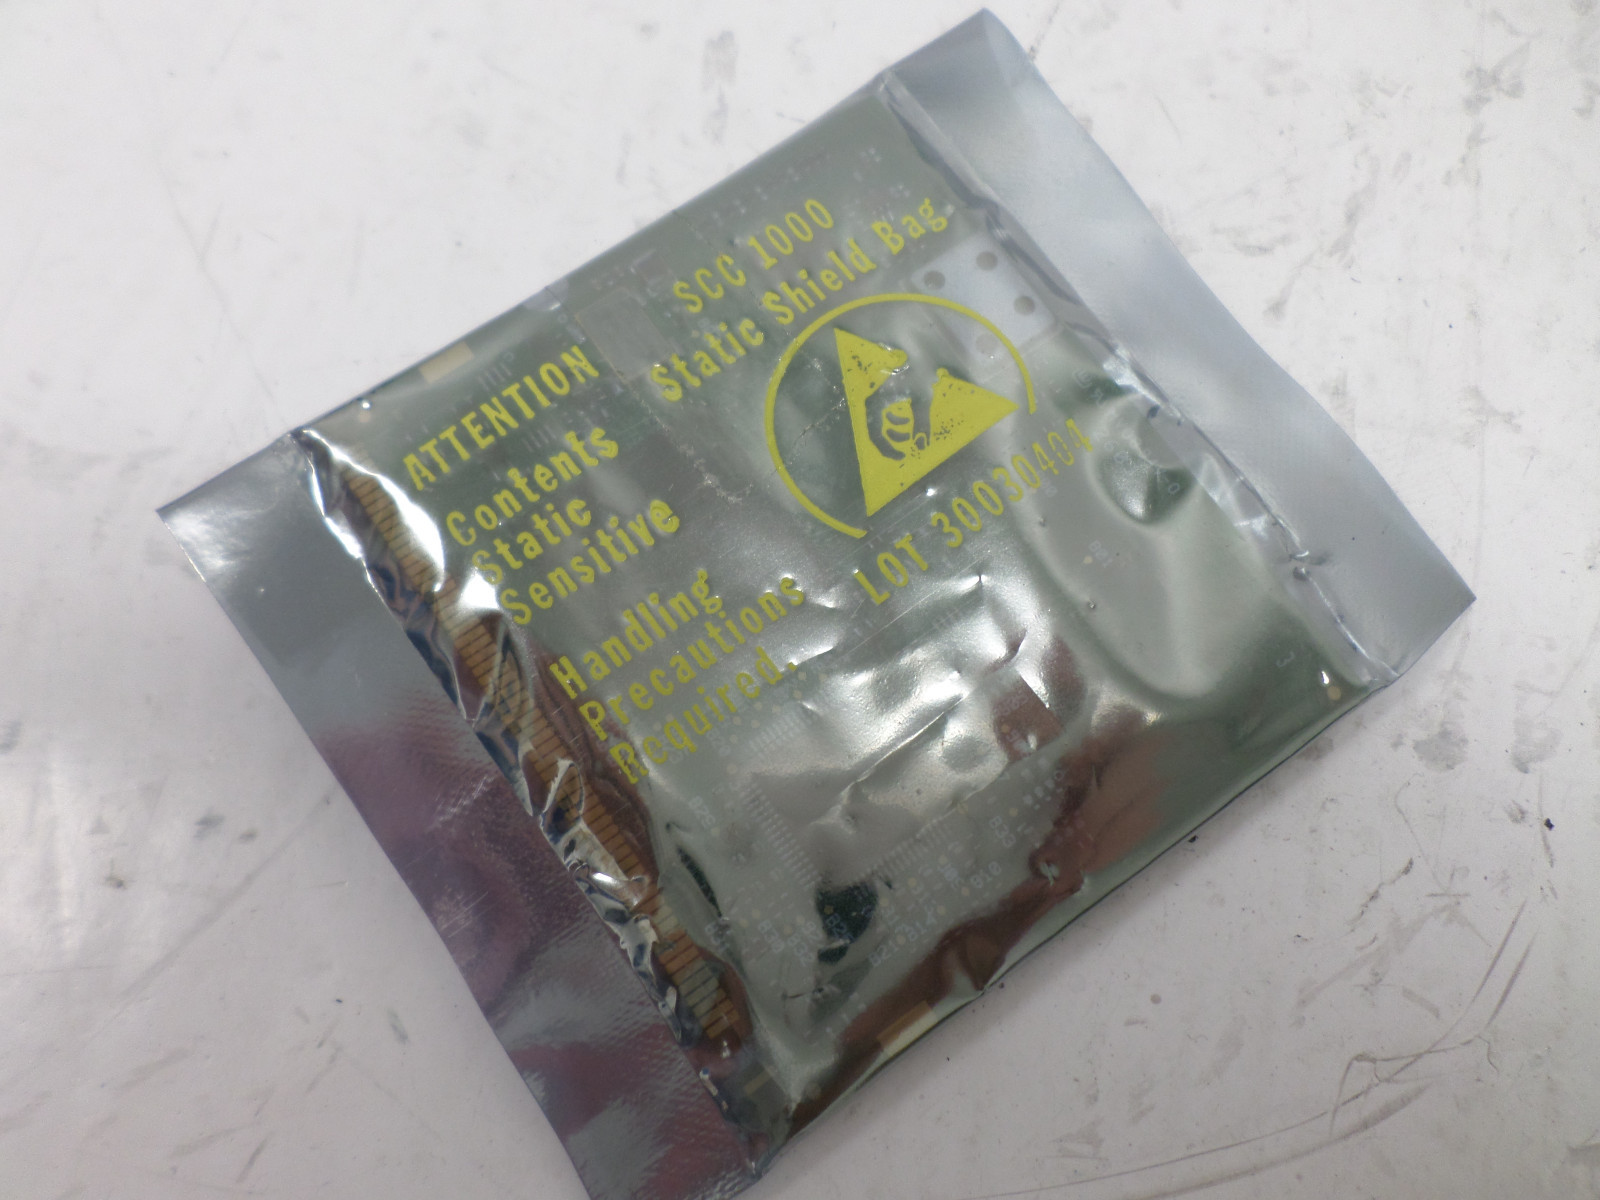 SCC 1000
Static Shield Bag
ATTENTION
Contents
Static
Sensitive
Handling
Precautions
Required.
LOT 30030404